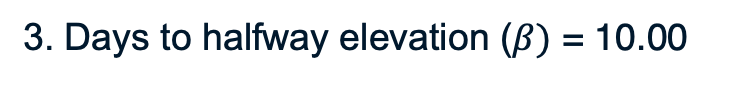 3. Days to halfway elevation (β) = 10.00